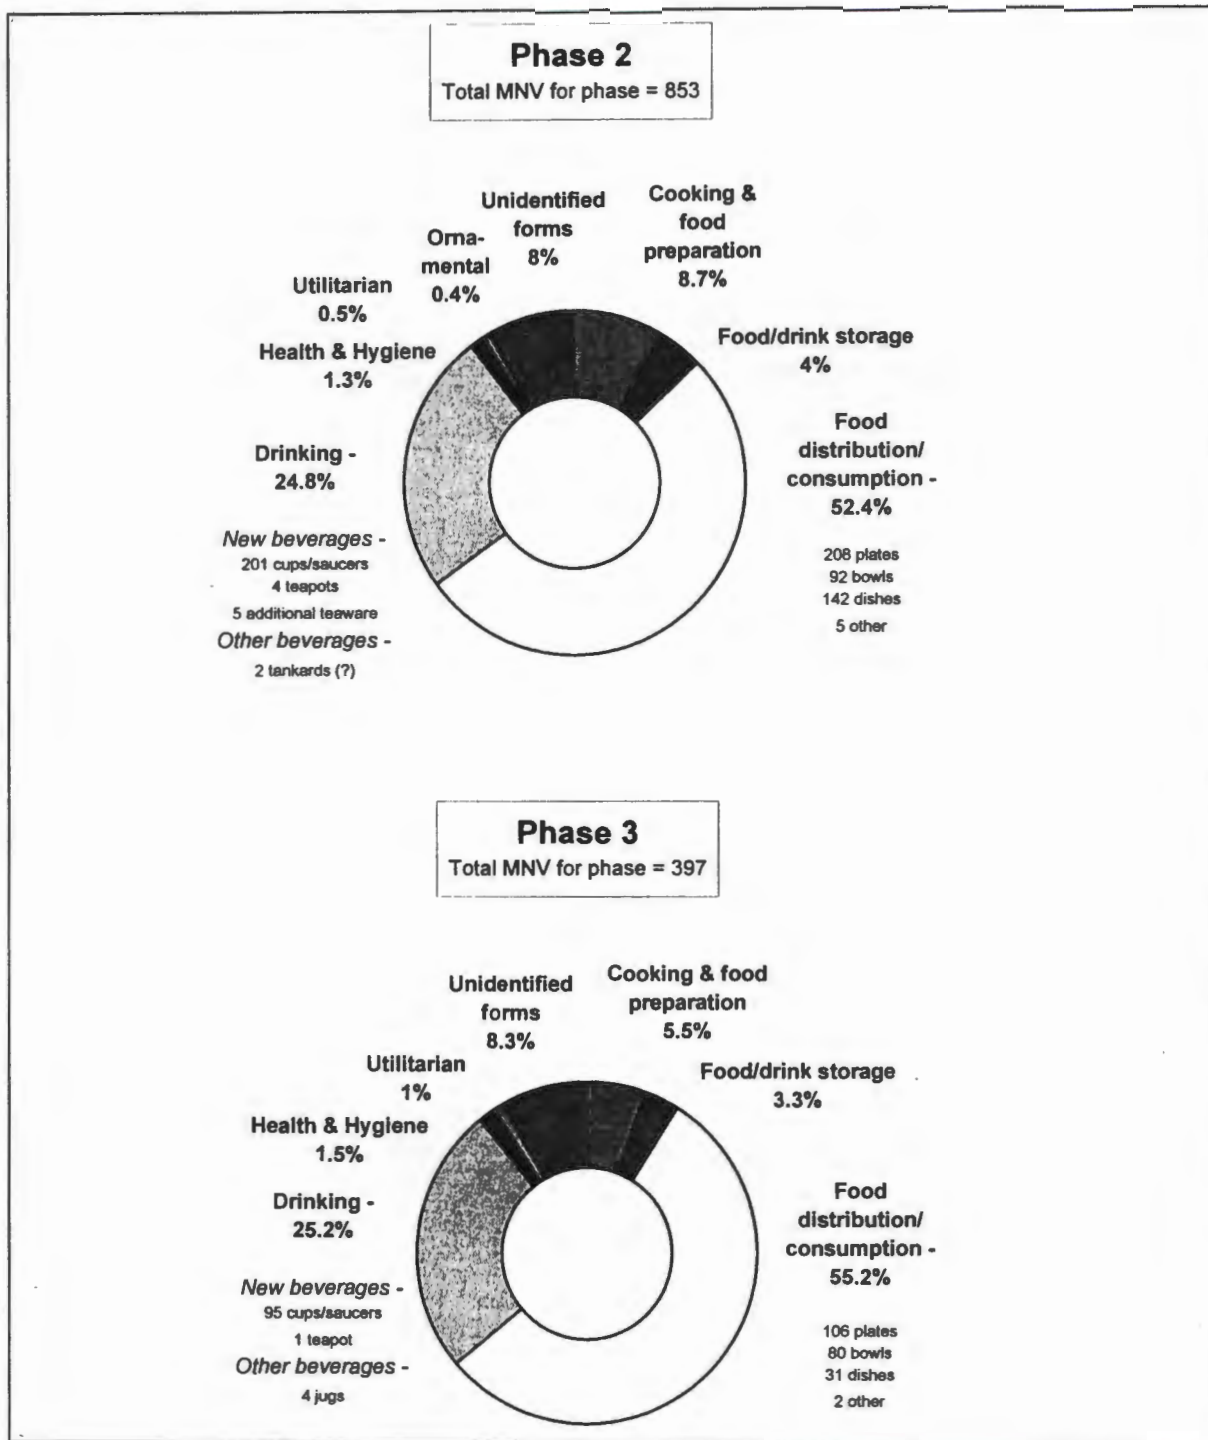 Phase 2
Total MNV for phase = 853
Unidentified
forms
8%
Cooking &
food
preparation
8.7%
Orna-
mental
0.4%
Utilitarian
0.5%
Food/drink storage
4%
Health & Hygiene
1.3%
Food
distribution/
consumption -
52.4%
208 plates
92 bowls
142 dishes
5 other
Drinking -
24.8%
New beverages -
201 cups/saucers
4 teapots
5 additional teaware
Other beverages -
2 tankards (?)
Phase 3
Total MNV for phase = 397
Unidentified
forms
8.3%
Cooking & food
preparation
5.5%
Utilitarian
1%
Food/drink storage
3.3%
Health & Hygiene
1.5%
Drinking -
25.2%
Food
distribution/
consumption -
55.2%
106 plates
80 bowls
31 dishes
2 other
New beverages -
95 cups/saucers
1 teapot
Other beverages -
4 jugs